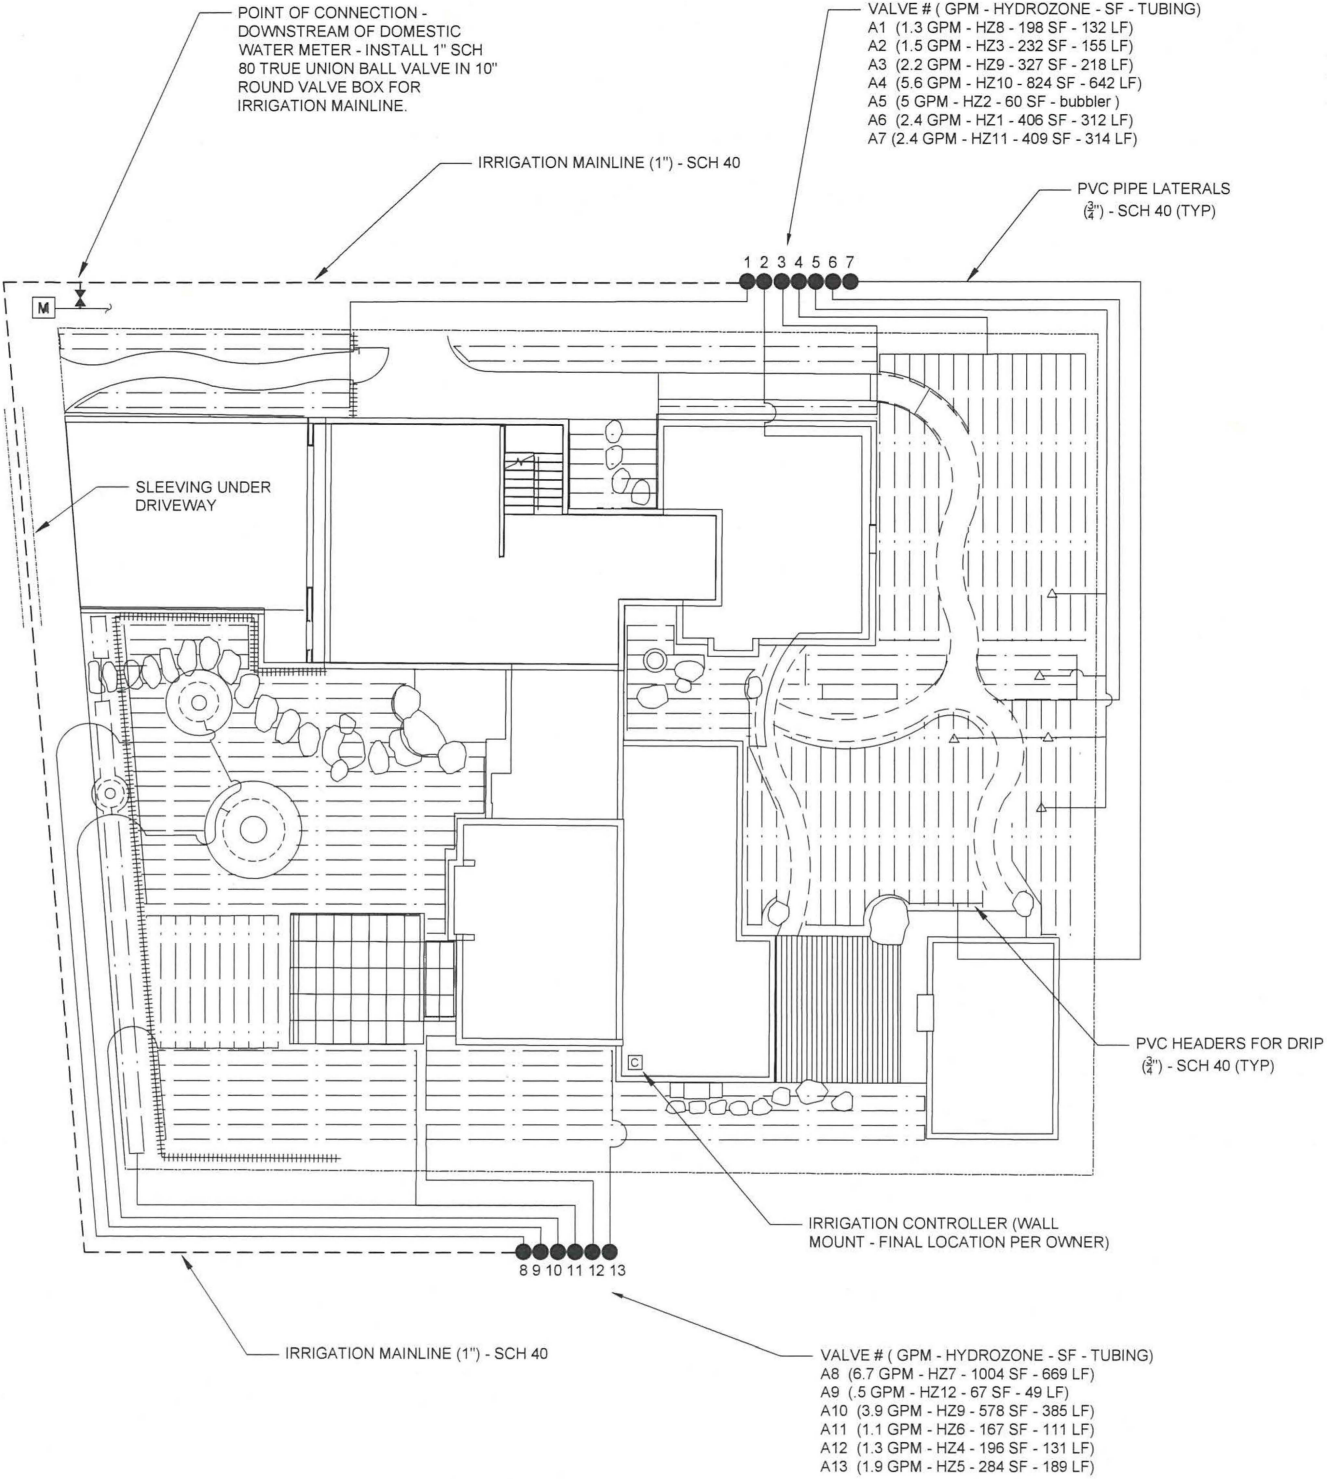 POINT OF CONNECTION -
DOWNSTREAM OF DOMESTIC
WATER METER - INSTALL 1" SCH
80 TRUE UNION BALL VALVE IN 10"
ROUND VALVE BOX FOR
IRRIGATION MAINLINE.
VALVE # ( GPM - HYDROZONE - SF - TUBING)
A1 (1.3 GPM - HZ8 - 198 SF - 132 LF)
A2 (1.5 GPM - HZ3 - 232 SF - 155 LF)
A3 (2.2 GPM - HZ9 - 327 SF - 218 LF)
A4 (5.6 GPM - HZ10 - 824 SF - 642 LF)
A5 (5 GPM - HZ2 - 60 SF - bubbler )
A6 (2.4 GPM - HZ1 - 406 SF - 312 LF)
A7 (2.4 GPM - HZ11 - 409 SF - 314 LF)
IRRIGATION MAINLINE (1") - SCH 40
PVC PIPE LATERALS
(¾") - SCH 40 (TYP)
1 2 3 4 5 6 7
M
SLEEVING UNDER
DRIVEWAY
PVC HEADERS FOR DRIP
(¾") - SCH 40 (TYP)
C
IRRIGATION CONTROLLER (WALL
MOUNT - FINAL LOCATION PER OWNER)
8 9 10 11 12 13
IRRIGATION MAINLINE (1") - SCH 40
VALVE # ( GPM - HYDROZONE - SF - TUBING)
A8 (6.7 GPM - HZ7 - 1004 SF - 669 LF)
A9 (.5 GPM - HZ12 - 67 SF - 49 LF)
A10 (3.9 GPM - HZ9 - 578 SF - 385 LF)
A11 (1.1 GPM - HZ6 - 167 SF - 111 LF)
A12 (1.3 GPM - HZ4 - 196 SF - 131 LF)
A13 (1.9 GPM - HZ5 - 284 SF - 189 LF)